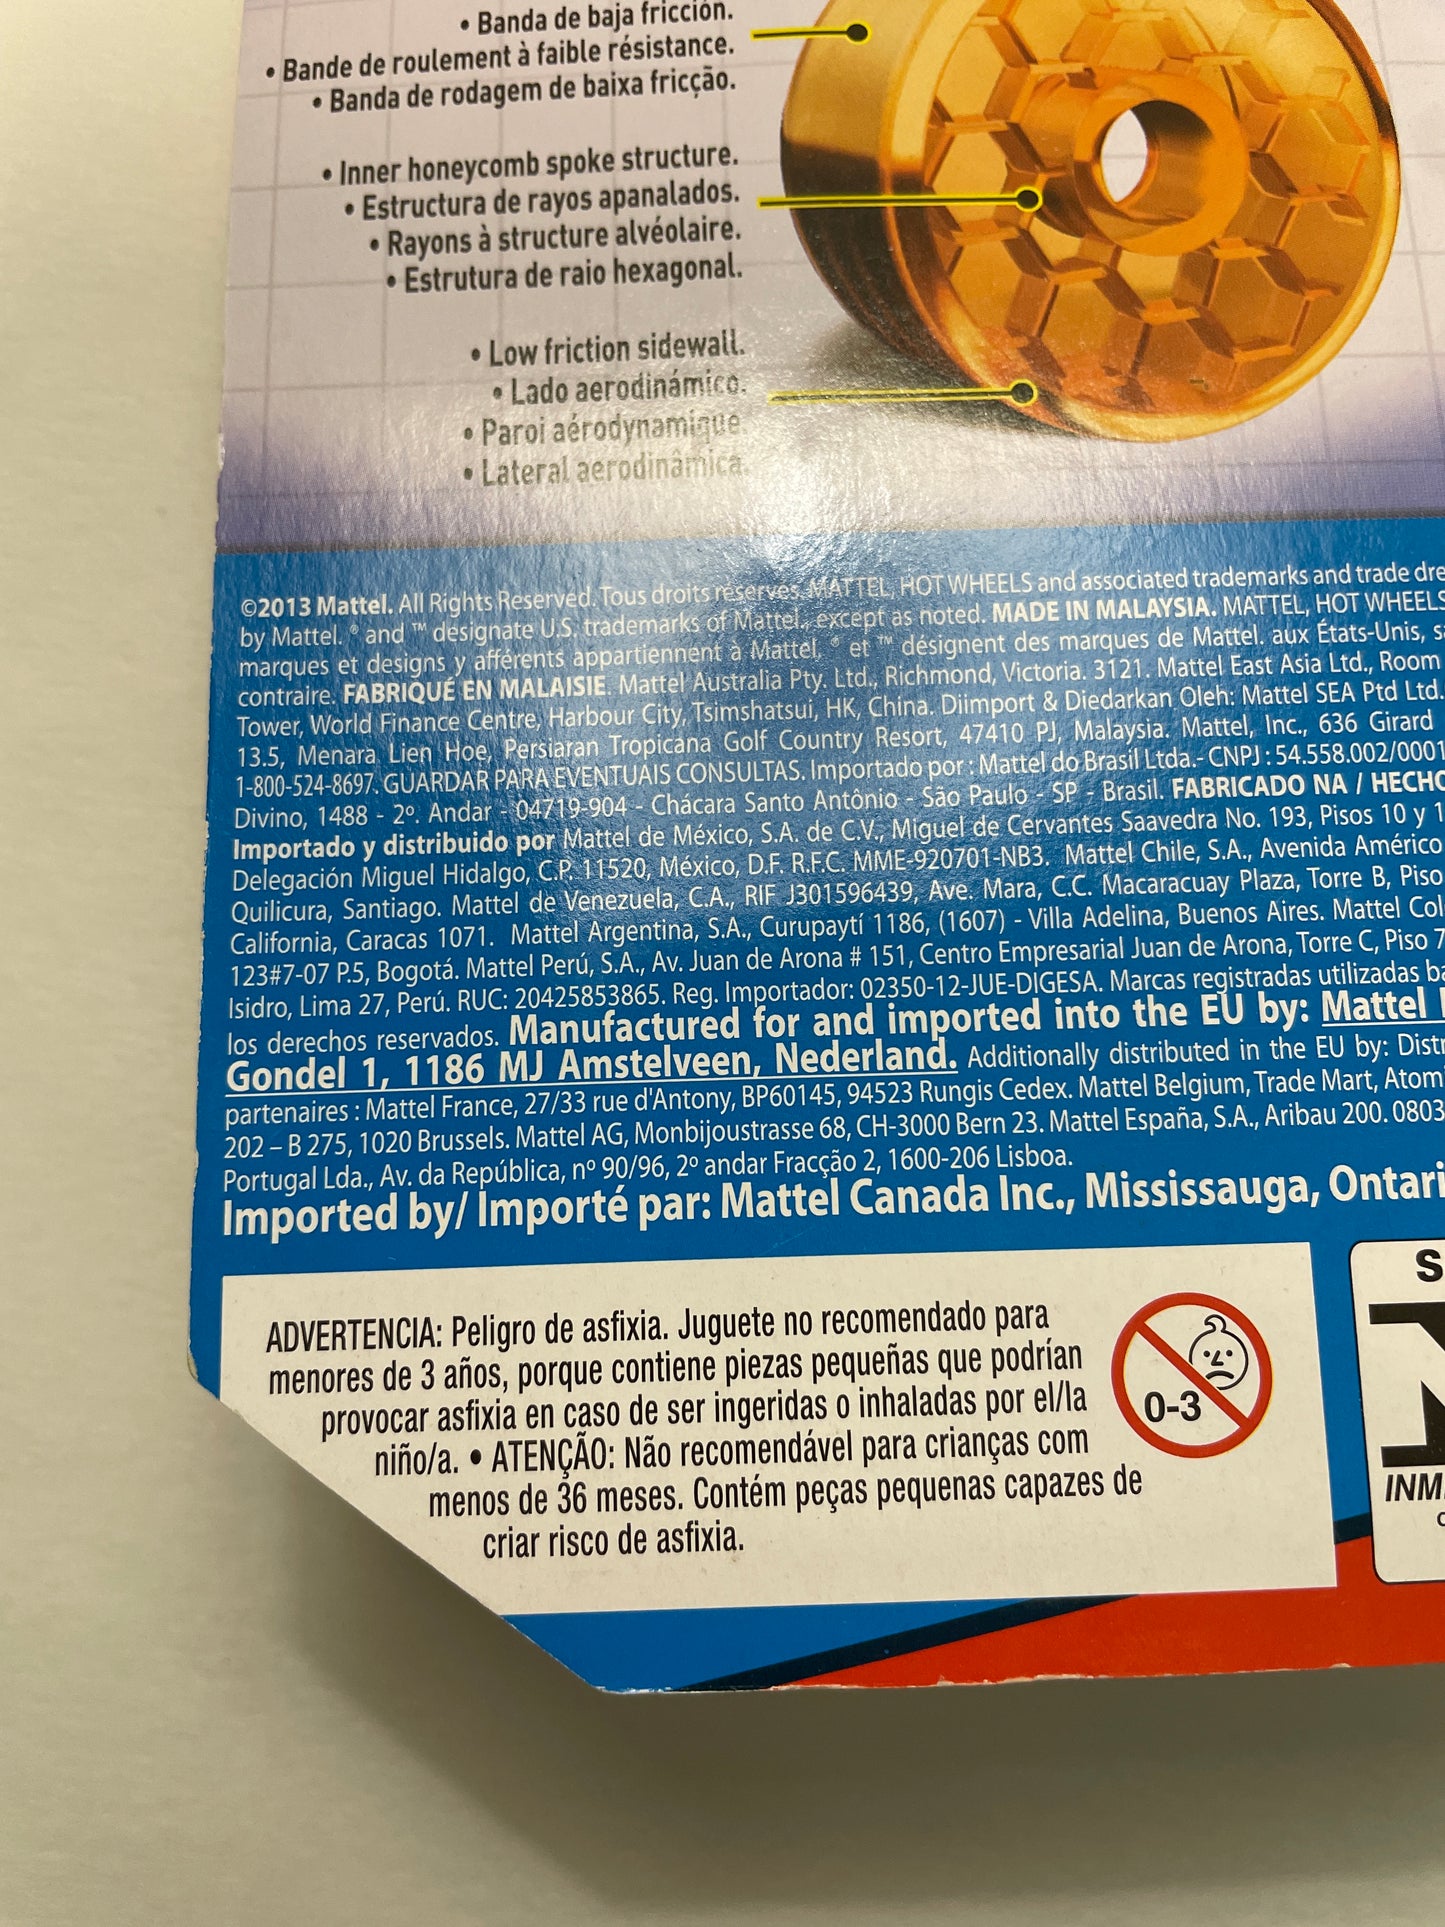 • Banda de baja fricción.
• Bande de roulement à faible résistance.
• Banda de rodagem de baixa fricção.
• Inner honeycomb spoke structure.
• Estructura de rayos apanalados.
• Rayons à structure alvéolaire.
• Estrutura de raio hexagonal.
• Low friction sidewall.
• Lado aerodinámico.
• Paroi aérodynamique.
• Lateral aerodinâmica.
©2013 Mattel. All Rights Reserved. Tous droits réservés. MATTEL, HOT WHEELS and associated trademarks and trade
by Mattel. ® and ™ designate U.S. trademarks of Mattel, except as noted. MADE IN MALAYSIA. MATTEL, HOT WHEELS
marques et designs y afférents appartiennent à Mattel, ® et ™ désignent des marques de Mattel. aux États-Unis,
contraire. FABRIQUÉ EN MALAISIE. Mattel Australia Pty. Ltd., Richmond, Victoria. 3121. Mattel East Asia Ltd., Room
Tower, World Finance Centre, Harbour City, Tsimshatsui, HK, China. Diimport & Diedarkan Oleh: Mattel SEA Ptd Ltd.
13.5, Menara Lien Hoe, Persiaran Tropicana Golf Country Resort, 47410 PJ, Malaysia. Mattel, Inc., 636 Girard
1-800-524-8697. GUARDAR PARA EVENTUAIS CONSULTAS. Importado por : Mattel do Brasil Ltda.- CNPJ : 54.558.002/0001
Divino, 1488 - 2º. Andar - 04719-904 - Chácara Santo Antônio - São Paulo - SP - Brasil. FABRICADO NA / HECHO
Importado y distribuido por Mattel de México, S.A. de C.V., Miguel de Cervantes Saavedra No. 193, Pisos 10 y
Delegación Miguel Hidalgo, C.P. 11520, México, D.F. R.F.C. MME-920701-NB3. Mattel Chile, S.A., Avenida Américo
Quilicura, Santiago. Mattel de Venezuela, C.A., RIF J301596439, Ave. Mara, C.C. Macaracuay Plaza, Torre B, Piso
California, Caracas 1071. Mattel Argentina, S.A., Curupaytí 1186, (1607) - Villa Adelina, Buenos Aires. Mattel Col
123#7-07 P.5, Bogotá. Mattel Perú, S.A., Av. Juan de Arona # 151, Centro Empresarial Juan de Arona, Torre C, Piso 7
Isidro, Lima 27, Perú. RUC: 20425853865. Reg. Importador: 02350-12-JUE-DIGESA. Marcas registradas utilizadas
los derechos reservados. Manufactured for and imported into the EU by: Mattel
Gondel 1, 1186 MJ Amstelveen, Nederland. Additionally distributed in the EU by: Distr
partenaires : Mattel France, 27/33 rue d'Antony, BP60145, 94523 Rungis Cedex. Mattel Belgium, Trade Mart, Atom
202 – B 275, 1020 Brussels. Mattel AG, Monbijoustrasse 68, CH-3000 Bern 23. Mattel España, S.A., Aribau 200. 0803
Portugal Lda., Av. da República, nº 90/96, 2º andar Fracção 2, 1600-206 Lisboa.
Imported by/ Importé par: Mattel Canada Inc., Mississauga, Ontari
ADVERTENCIA: Peligro de asfixia. Juguete no recomendado para
menores de 3 años, porque contiene piezas pequeñas que podrían
provocar asfixia en caso de ser ingeridas o inhaladas por el/la
niño/a. • ATENÇÃO: Não recomendável para crianças com
menos de 36 meses. Contém peças pequenas capazes de
criar risco de asfixia.
0-3
S
INM